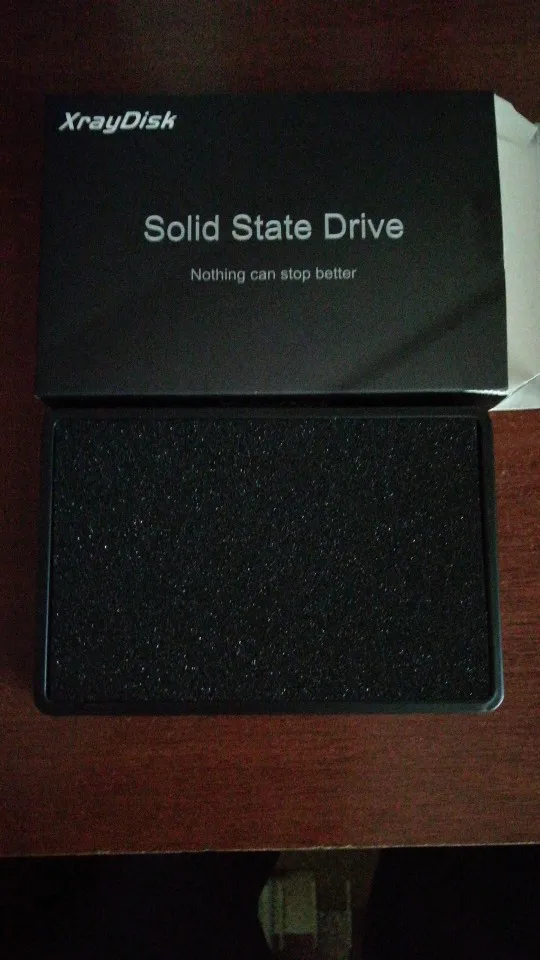 XrayDisk
Solid State Drive
Nothing can stop better